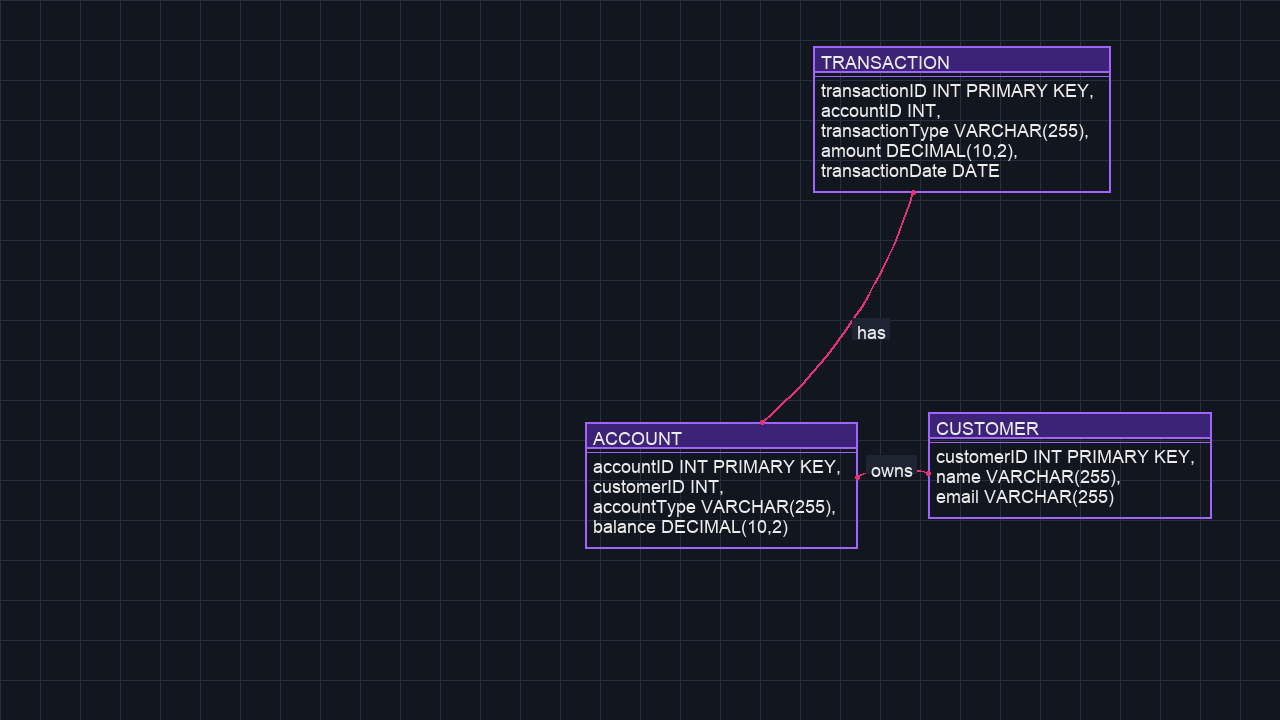 TRANSACTION
transactionID INT PRIMARY KEY,
accountID INT,
transactionType VARCHAR(255),
amount DECIMAL(10,2),
transactionDate DATE
has
ACCOUNT
accountID INT PRIMARY KEY,
customerID INT,
accountType VARCHAR(255),
balance DECIMAL(10,2)
owns
CUSTOMER
customerID INT PRIMARY KEY,
name VARCHAR(255),
email VARCHAR(255)